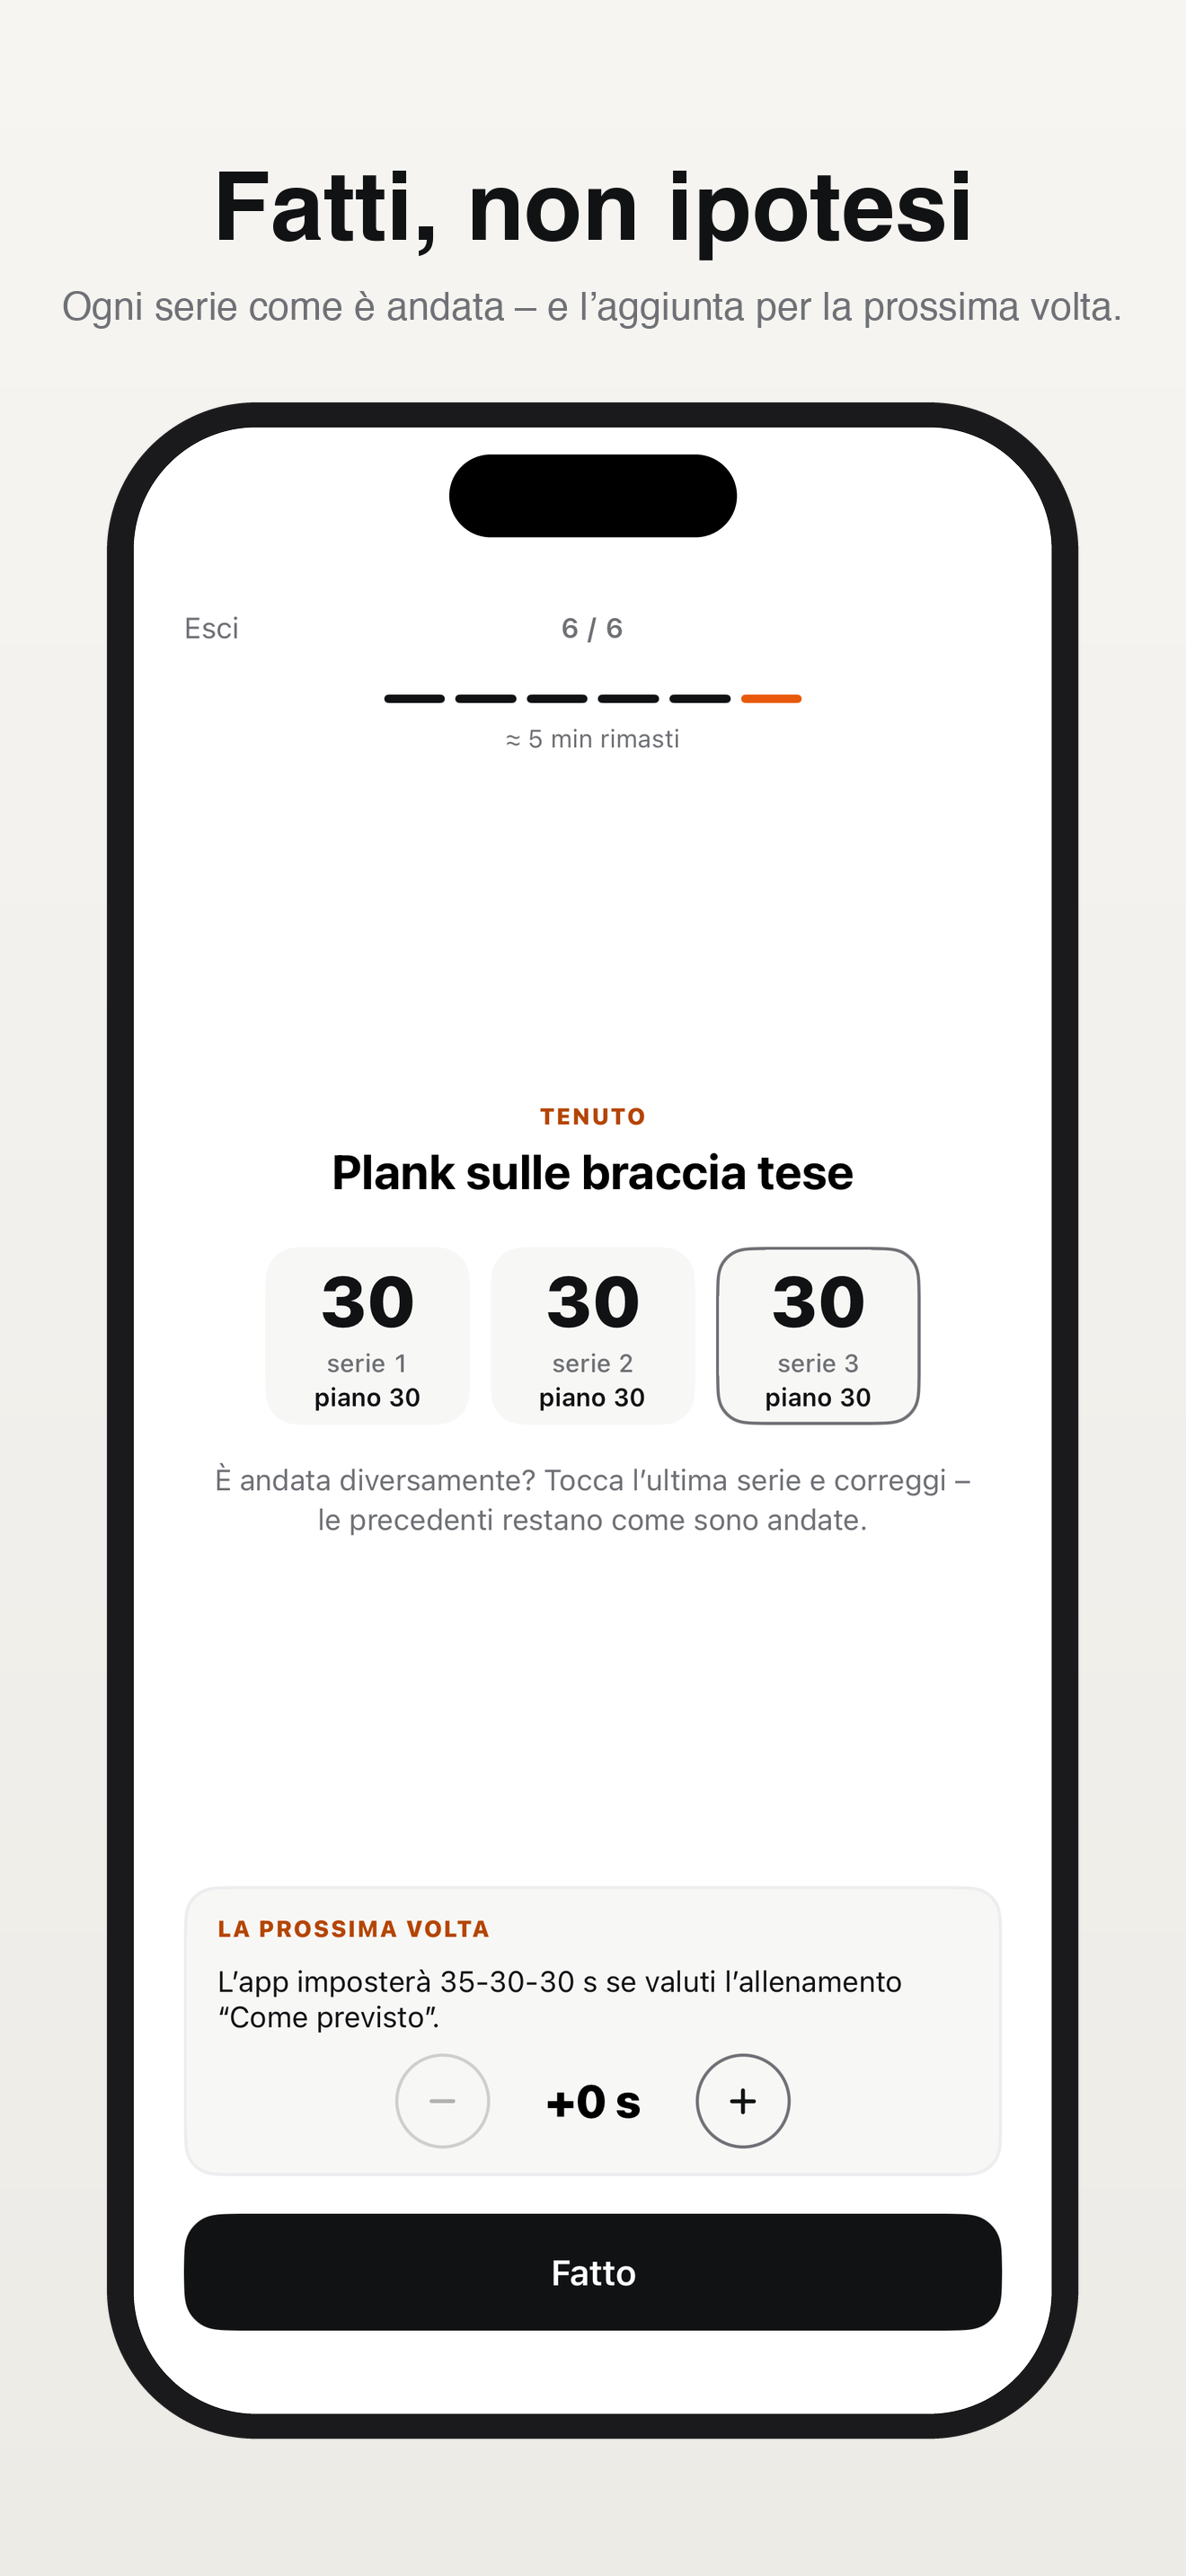 Fatti, non ipotesi
Ogni serie come è andata – e l’aggiunta per la prossima volta.
Esci
6 / 6
≈ 5 min rimasti
TENUTO
Plank sulle braccia tese
30
serie 1
piano 30
30
serie 2
piano 30
30
serie 3
piano 30
È andata diversamente? Tocca l’ultima serie e correggi –
le precedenti restano come sono andate.
LA PROSSIMA VOLTA
L’app imposterà 35-30-30 s se valuti l’allenamento
“Come previsto”.
− +0 s +
Fatto